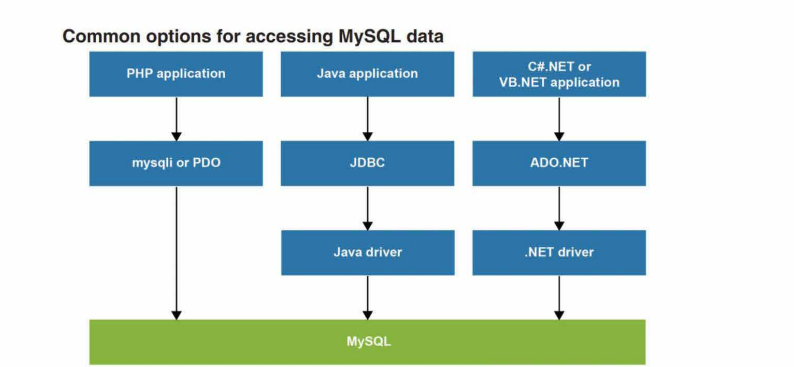 Common options for accessing MySQL data
PHP application
Java application
C#.NET or
VB.NET application
mysqli or PDO
JDBC
ADO.NET
Java driver
.NET driver
MySQL